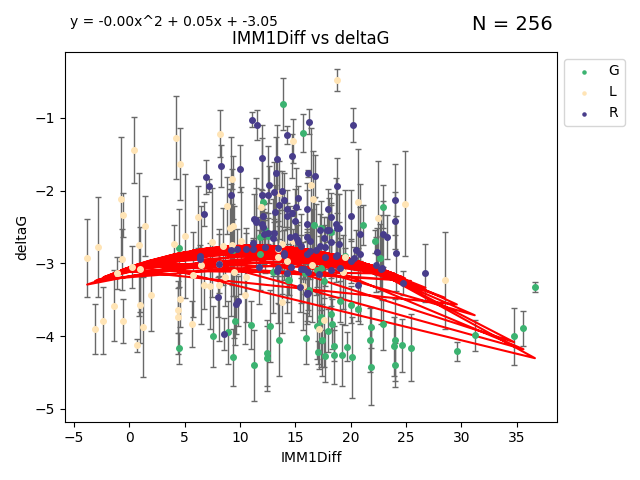 y = -0.00x^2 + 0.05x + -3.05
N = 256
IMM1Diff vs deltaG
G
L
R
deltaG
−1
−2
−3
−4
−5
−5 0 5 10 15 20 25 30 35
IMM1Diff